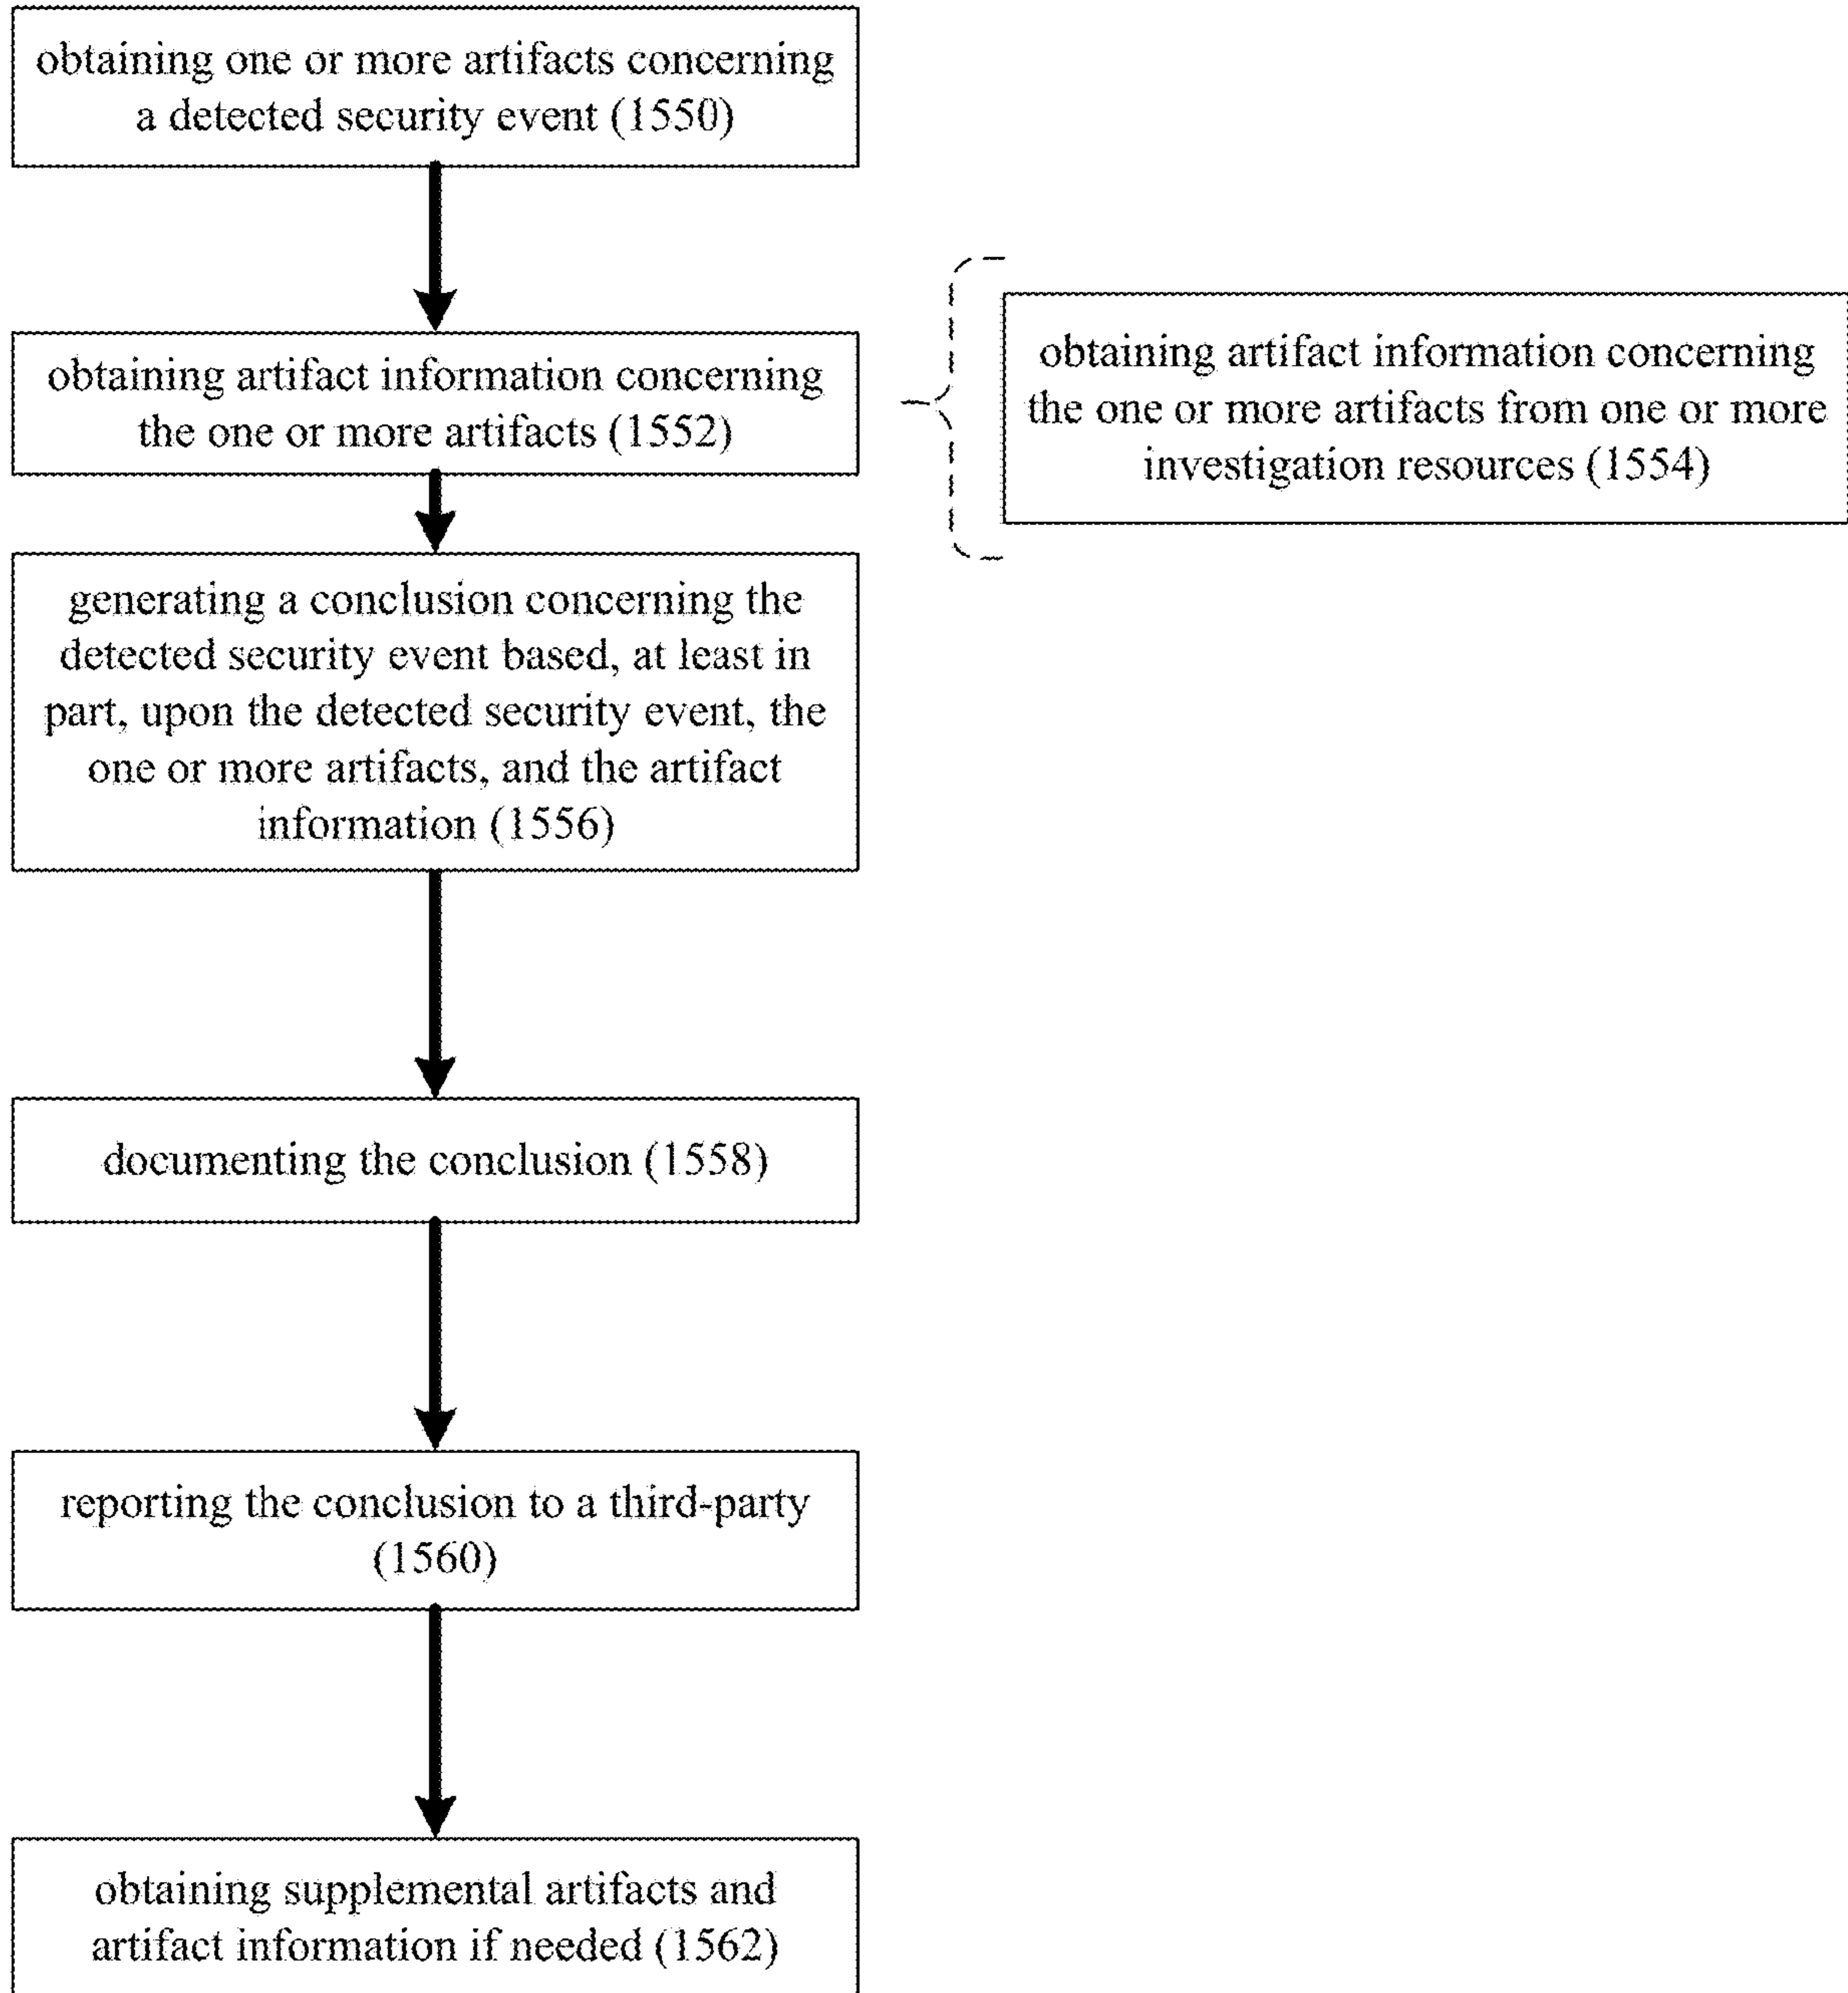 obtaining one or more artifacts concerning
a detected security event (1550)
obtaining artifact information concerning
the one or more artifacts (1552)
obtaining artifact information concerning
the one or more artifacts from one or more
investigation resources (1554)
generating a conclusion concerning the
detected security event based, at least in
part, upon the detected security event, the
one or more artifacts, and the artifact
information (1556)
documenting the conclusion (1558)
reporting the conclusion to a third-party
(1560)
obtaining supplemental artifacts and
artifact information if needed (1562)